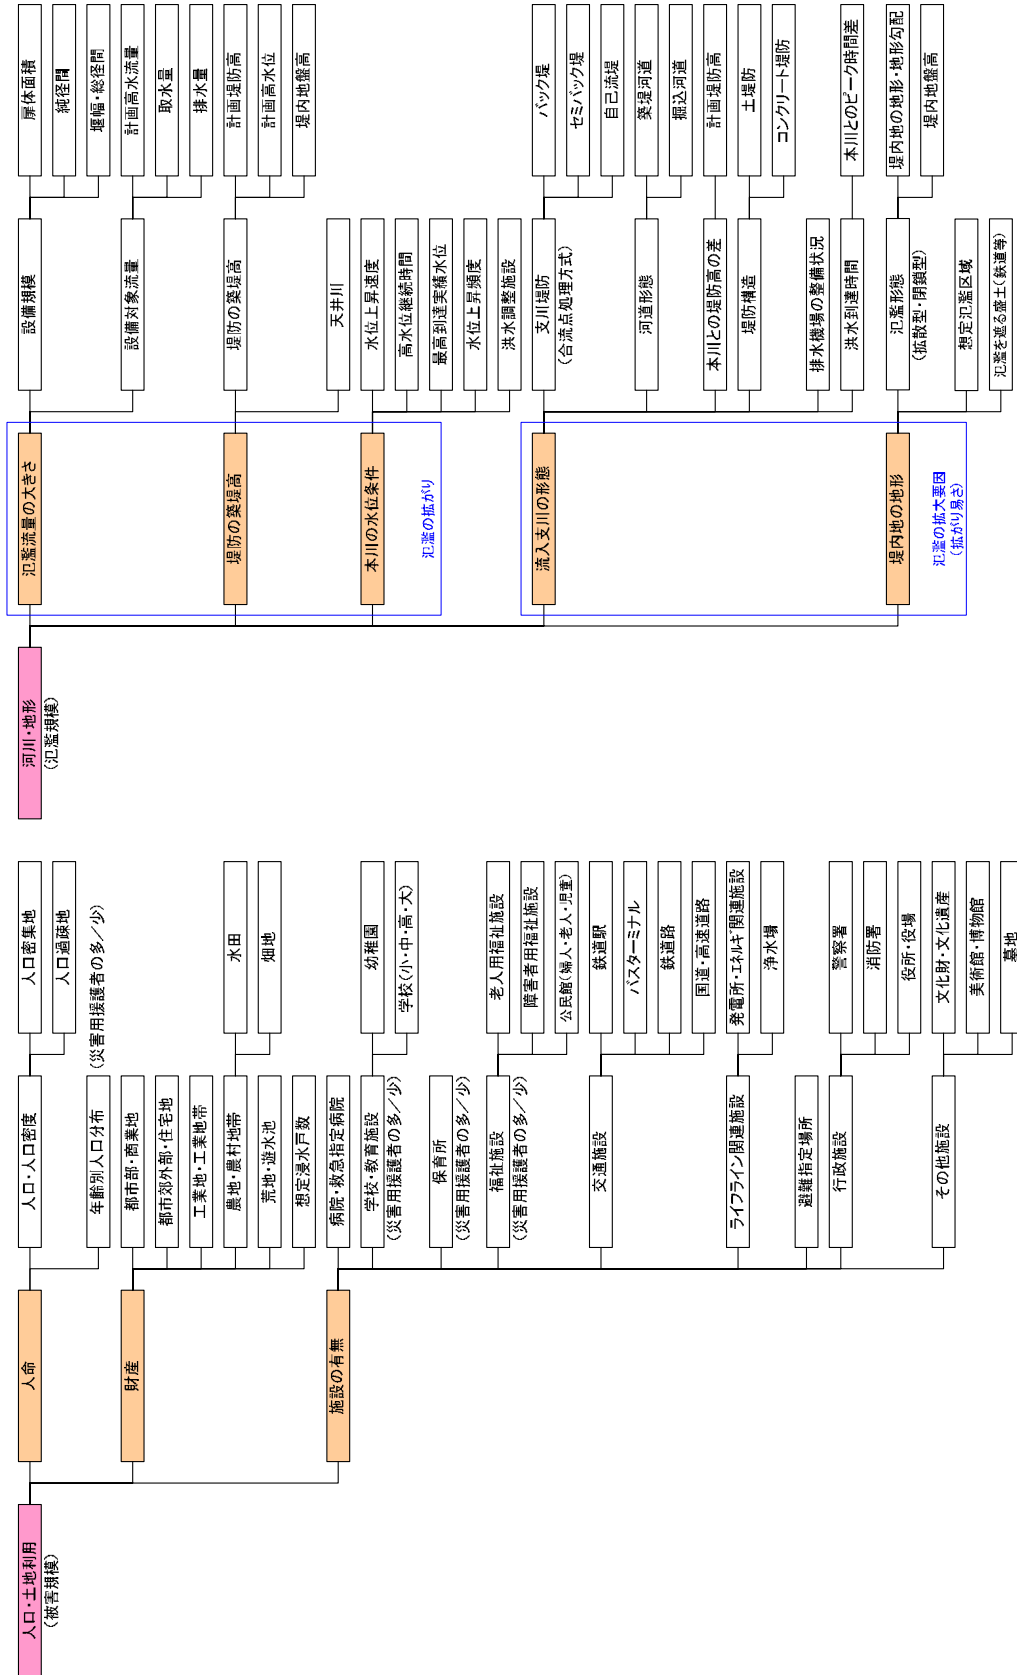 人口・土地利用
(被害規模)
人命
人口・人口密度
人口密集地
人口過疎地
年齢別人口分布
(災害用援護者の多/少)
財産
都市部・商業地
都市郊外部・住宅地
工業地・工業地帯
農地・農村地帯
水田
畑地
荒地・遊水池
想定浸水戸数
施設の有無
病院・救急指定病院
学校・教育施設
(災害用援護者の多/少)
幼稚園
学校(小・中・高・大)
保育所
(災害用援護者の多/少)
福祉施設
(災害用援護者の多/少)
老人用福祉施設
障害者用福祉施設
公民館(婦人・老人・児童)
交通施設
鉄道駅
バスターミナル
鉄道路
国道・高速道路
ライフライン関連施設
発電所・エネルギ関連施設
浄水場
避難指定場所
行政施設
警察署
消防署
役所・役場
その他施設
文化財・文化遺産
美術館・博物館
墓地
河川・地形
(氾濫規模)
氾濫流量の大きさ
設備規模
扉体面積
純径間
堰幅・総径間
設備対象流量
計画高水流量
取水量
排水量
堤防の築堤高
堤防の築堤高
計画堤防高
計画高水位
堤内地盤高
天井川
本川の水位条件
水位上昇速度
高水位継続時間
最高到達実績水位
水位上昇頻度
洪水調整施設
氾濫の拡がり
流入支川の形態
支川堤防
(合流点処理方式)
バック堤
セミバック堤
自己流堤
河道形態
築堤河道
掘込河道
本川との堤防高の差
計画堤防高
堤防構造
土堤防
コンクリート堤防
排水機場の整備状況
洪水到達時間
本川とのピーク時間差
堤内地の地形
氾濫形態
(拡散型・閉鎖型)
堤内地の地形・地形勾配
堤内地盤高
想定氾濫区域
氾濫を遮る盛土(鉄道等)
氾濫の拡大要因
(拡がり易さ)